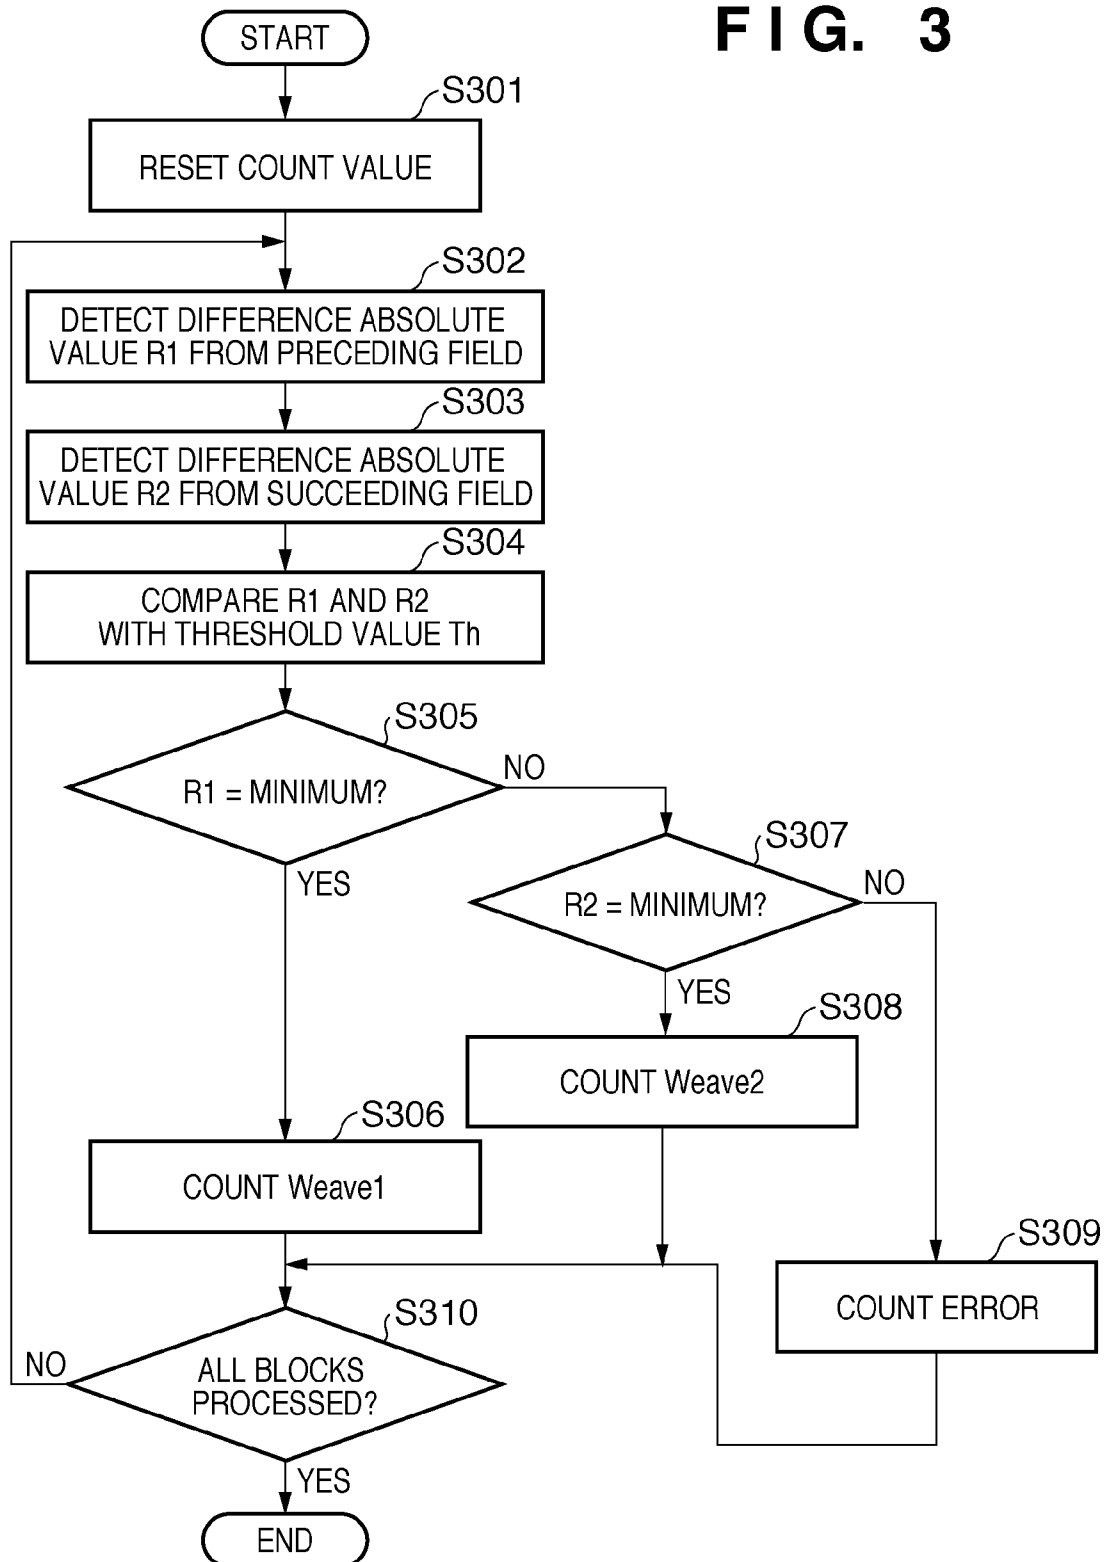 FIG. 3
START
S301
RESET COUNT VALUE
S302
DETECT DIFFERENCE ABSOLUTE
VALUE R1 FROM PRECEDING FIELD
S303
DETECT DIFFERENCE ABSOLUTE
VALUE R2 FROM SUCCEEDING FIELD
S304
COMPARE R1 AND R2
WITH THRESHOLD VALUE Th
S305
R1 = MINIMUM?
NO
YES
S307
R2 = MINIMUM?
NO
YES
S308
COUNT Weave2
S306
COUNT Weave1
S309
COUNT ERROR
S310
ALL BLOCKS
PROCESSED?
NO
YES
END